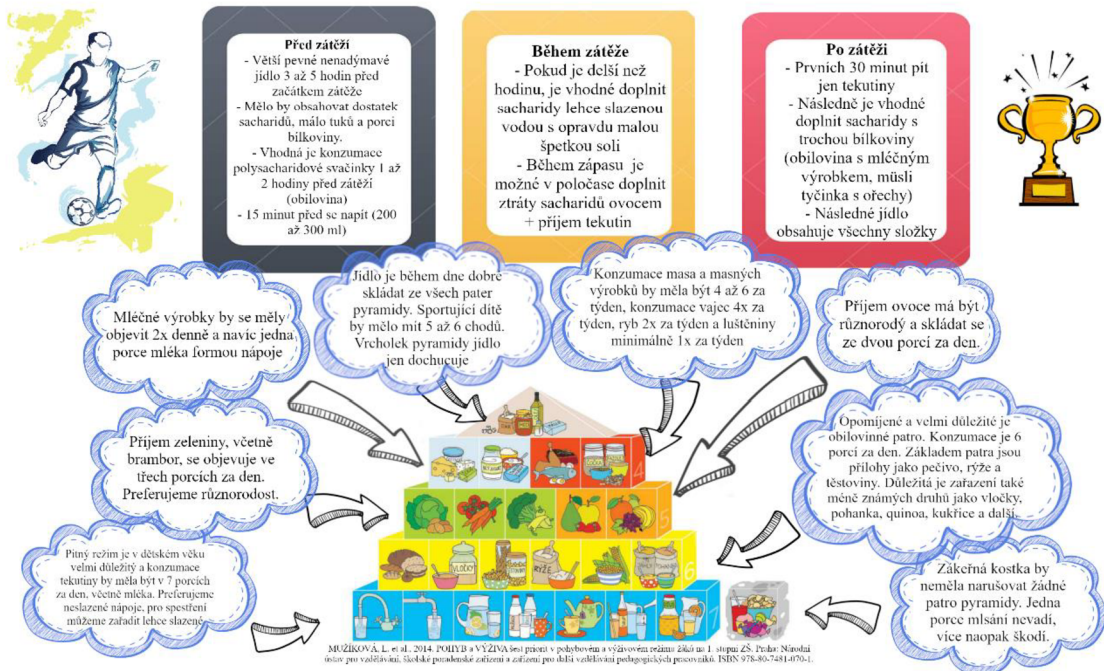 Před zátěží
- Větší pevné nenadýmavé
jídlo 3 až 5 hodin před
začátkem zátěže
- Mělo by obsahovat dostatek
sacharidů, málo tuků a porci
bílkoviny.
- Vhodná je konzumace
polysacharidové svačinky 1 až
2 hodiny před zátěží
(obilovina)
- 15 minut před se napít (200
až 300 ml)
Během zátěže
- Pokud je delší než
hodinu, je vhodné doplnit
sacharidy lehce slazenou
vodou s opravdu malou
špetkou soli
- Během zápasu je
možné v poločase doplnit
ztráty sacharidů ovocem
+ příjem tekutin
Po zátěži
- Prvních 30 minut pít
jen tekutiny
- Následně je vhodné
doplnit sacharidy s
trochou bílkoviny
(obilovina s mléčným
výrobkem, müsli
tyčinka s ořechy)
- Následné jídlo
obsahuje všechny složky
Mléčné výrobky by se měly
objevit 2x denně a navíc jedna
porce mléka formou nápoje
Jídlo je během dne dobré
skládat ze všech pater
pyramidy. Sportující dítě
by mělo mít 5 až 6 chodů.
Vrcholek pyramidy jídlo
jen dochucuje
Konzumace masa a masných
výrobků by měla být 4 až 6 za
týden, konzumace vajec 4x za
týden, ryb 2x za týden a luštěniny
minimálně 1x za týden
Příjem ovoce má být
různorodý a skládat se
ze dvou porcí za den.
Příjem zeleniny, včetně
brambor, se objevuje ve
třech porcích za den.
Preferujeme různorodost.
Opomíjené a velmi důležité je
obilovinné patro. Konzumace je 6
porcí za den. Základem patra jsou
přílohy jako pečivo, rýže a
těstoviny. Důležitá je zařazení také
méně známých druhů jako vločky,
pohanka, quinoa, kukřice a další.
Pitný režim je v dětském věku
velmi důležitý a konzumace
tekutiny by měla být v 7 porcích
za den, včetně mléka. Preferujeme
neslazené nápoje, pro spestření
můžeme zařadit lehce slazené
Zákeřná kostka by
neměla narušovat žádné
patro pyramidy. Jedna
porce mlsání nevadí,
více naopak škodí.
4
5
VLOČKY
RÝŽE
6
7
MUŽÍKOVÁ, L. et al., 2014. POHYB a VÝŽIVA šest priorit v pohybovém a výživovém režimu žáků na 1. stupni ZŠ. Praha: Národní
ústav pro vzdělávání, školské poradenské zařízení a zařízení pro další vzdělávání pedagogických pracovníků. ISBN 978-80-7481-070-1.